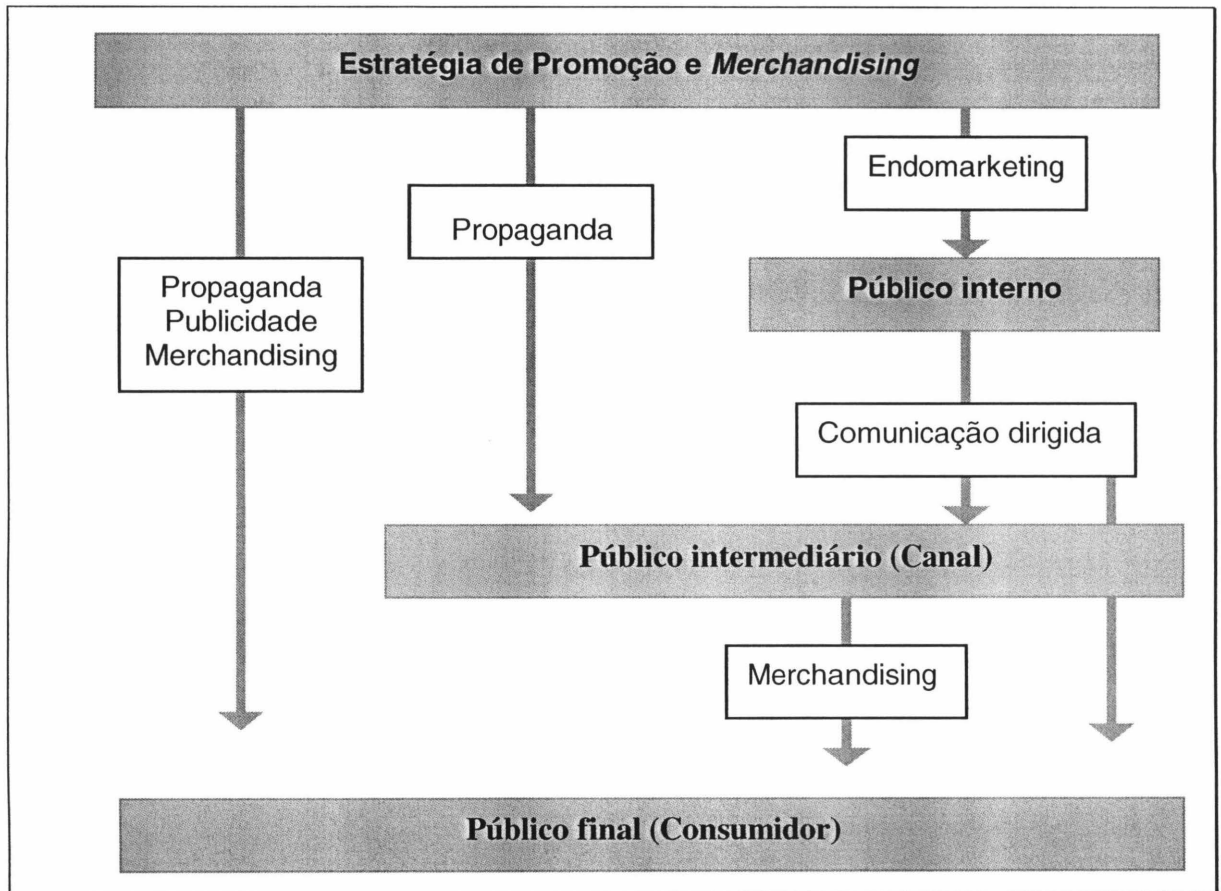 Estratégia de Promoção e Merchandising
Endomarketing
Propaganda
Propaganda
Publicidade
Merchandising
Público interno
Comunicação dirigida
Público intermediário (Canal)
Merchandising
Público final (Consumidor)